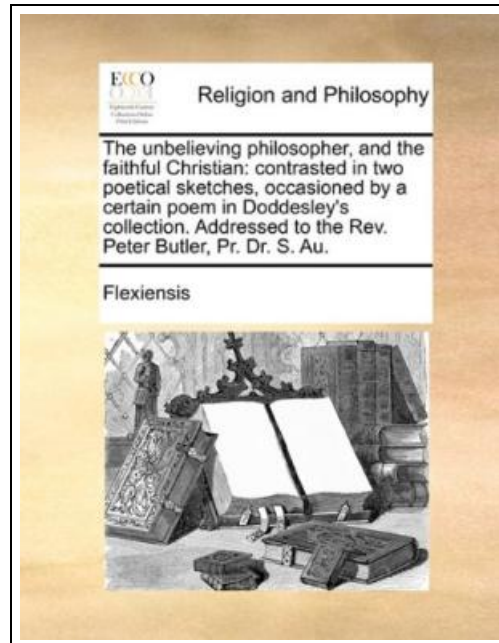 ECCO
Religion and Philosophy
The unbelieving philosopher, and the
faithful Christian: contrasted in two
poetical sketches, occasioned by a
certain poem in Doddesley's
collection. Addressed to the Rev.
Peter Butler, Pr. Dr. S. Au.
Flexiensis